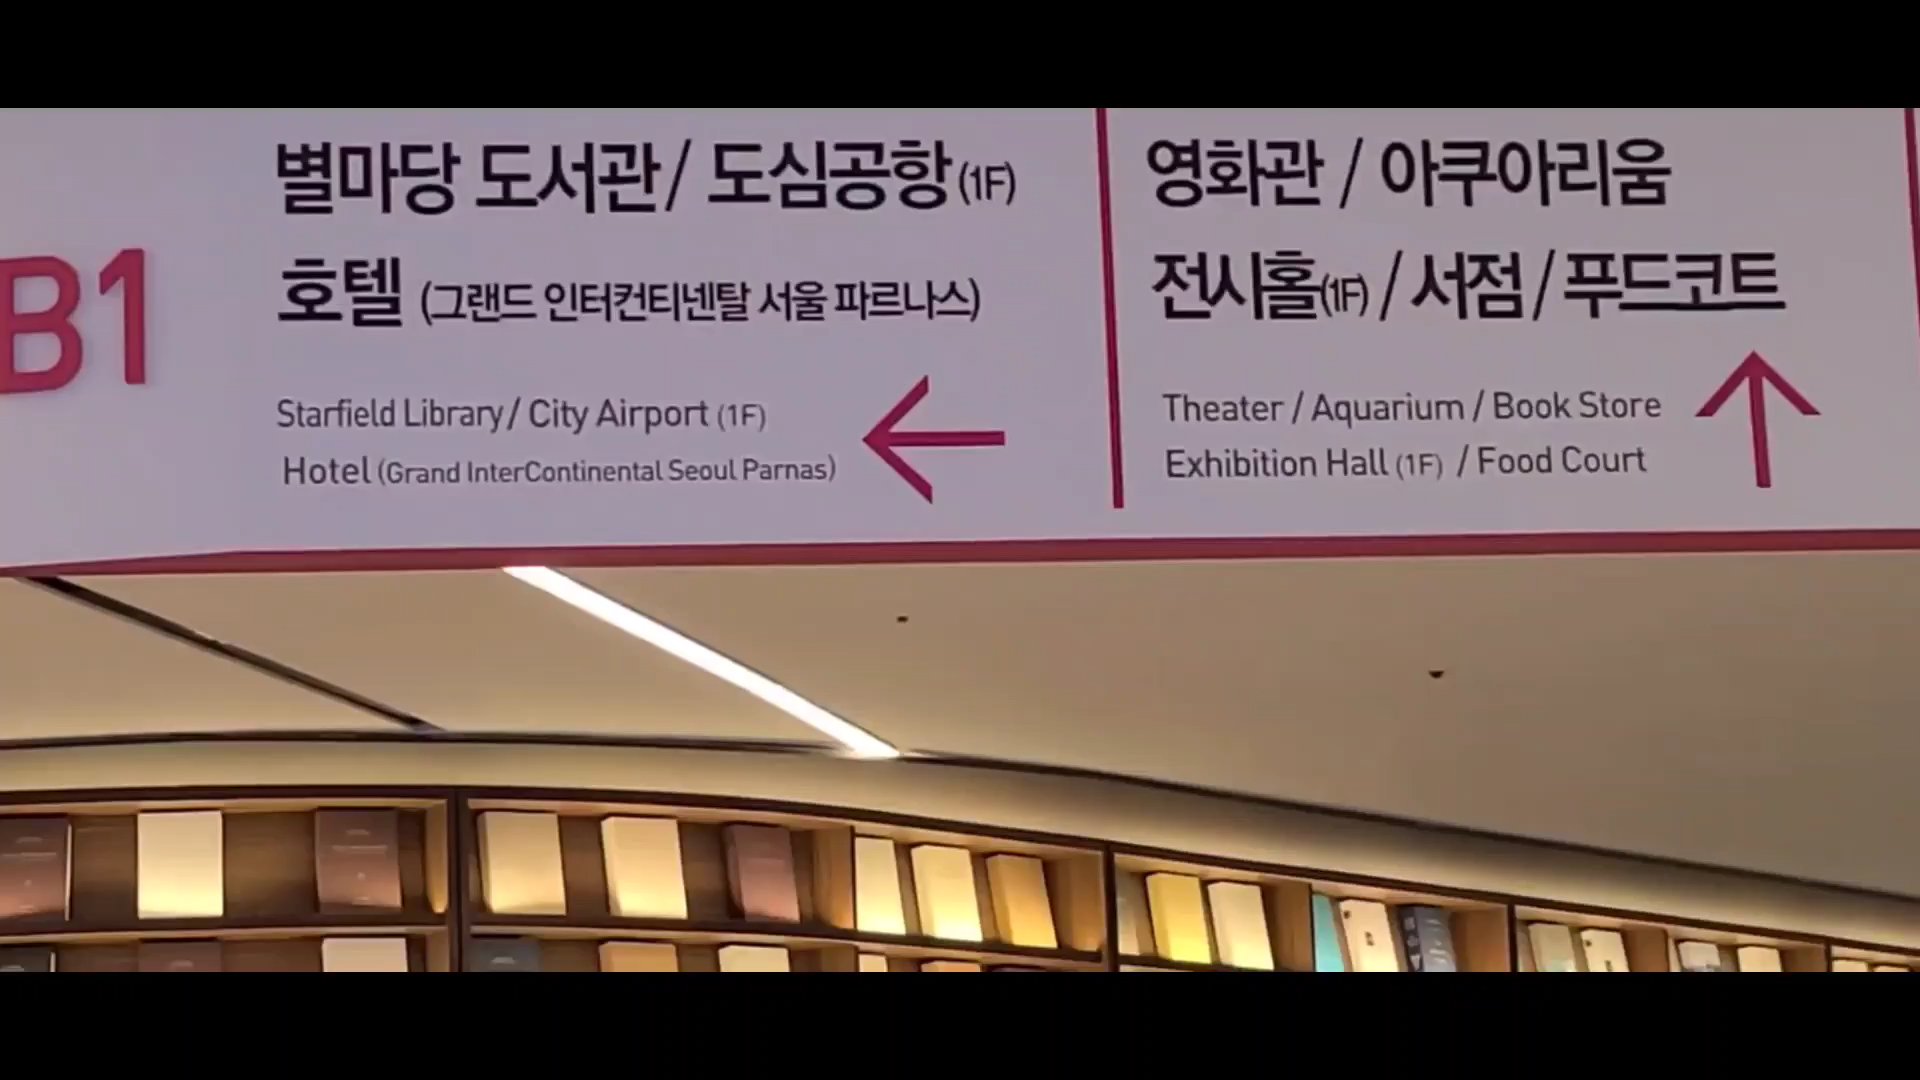 B1
별마당 도서관 / 도심공항 (1F)
호텔 (그랜드 인터컨티넨탈 서울 파르나스)
Starfield Library / City Airport (1F)
Hotel (Grand InterContinental Seoul Parnas)
영화관 / 아쿠아리움
전시홀(1F) / 서점 / 푸드코트
Theater / Aquarium / Book Store
Exhibition Hall (1F) / Food Court